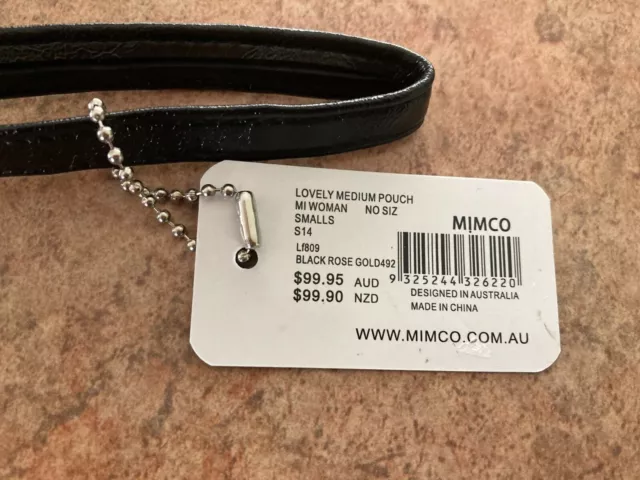 LOVELY MEDIUM POUCH
MI WOMAN NO SIZ
SMALLS
S14
Lf809
BLACK ROSE GOLD492
$99.95 AUD
$99.90 NZD
MIMCO
9 325244 326220
DESIGNED IN AUSTRALIA
MADE IN CHINA
WWW.MIMCO.COM.AU